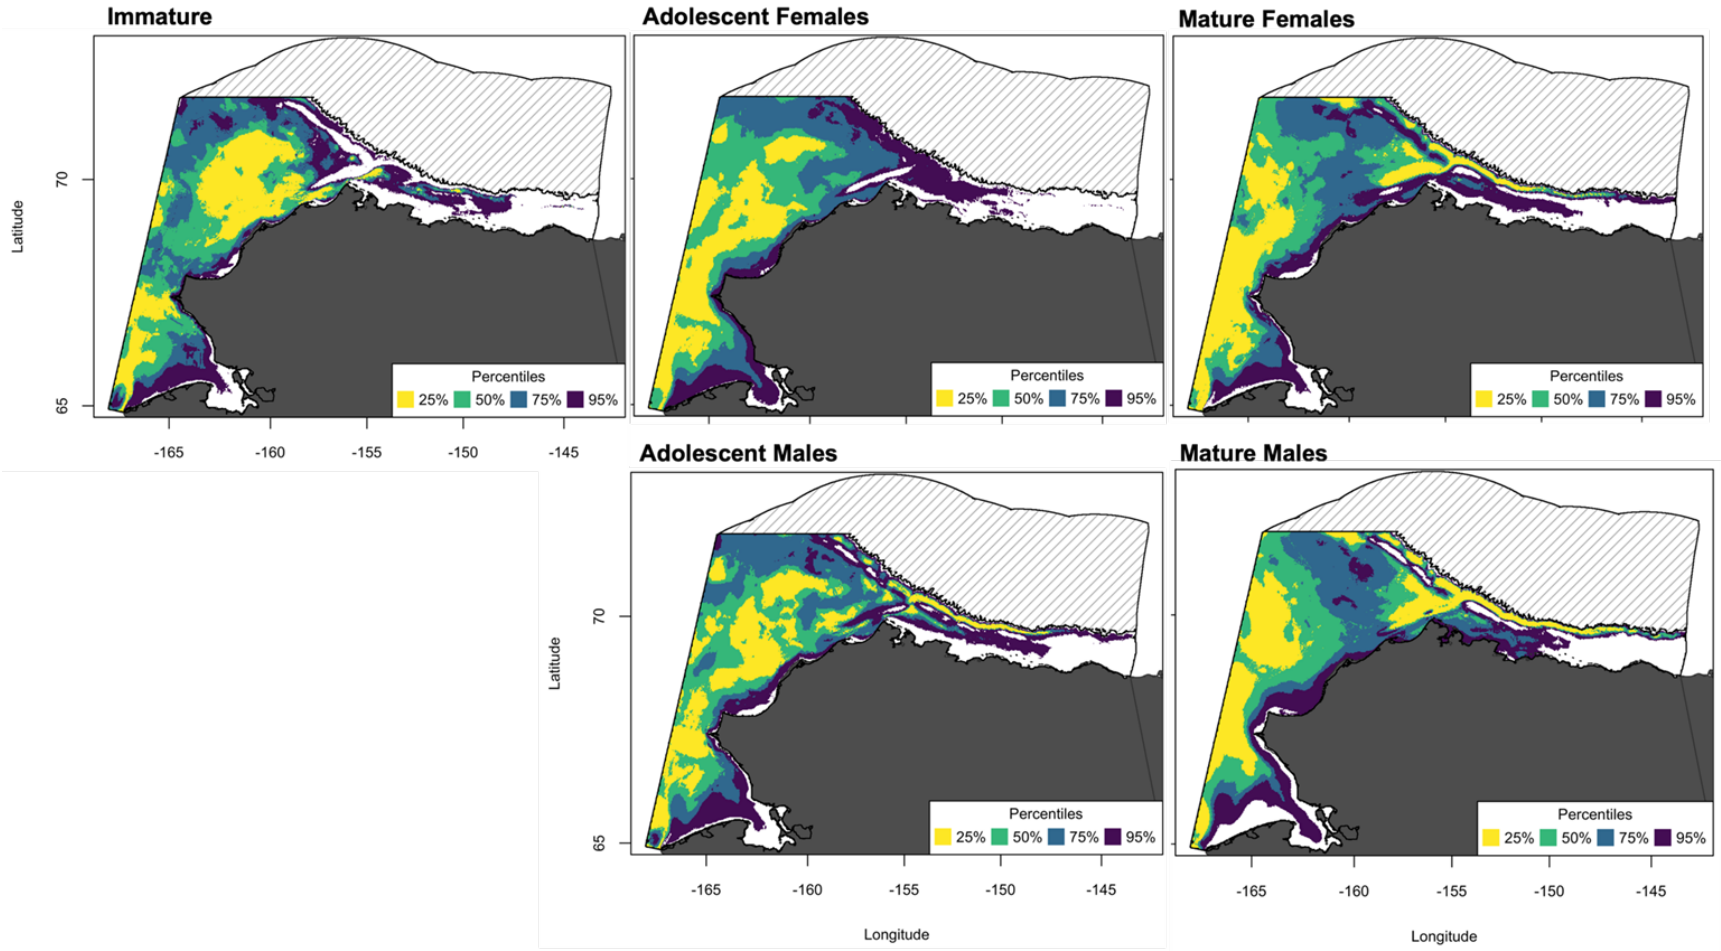 Immature
Adolescent Females
Mature Females
Latitude
70
65
Percentiles
25% 50% 75% 95%
-165 -160 -155 -150 -145
Percentiles
25% 50% 75% 95%
Percentiles
25% 50% 75% 95%
Adolescent Males
Mature Males
Latitude
70
65
Percentiles
25% 50% 75% 95%
-165 -160 -155 -150 -145
Longitude
Percentiles
25% 50% 75% 95%
-165 -160 -155 -150 -145
Longitude